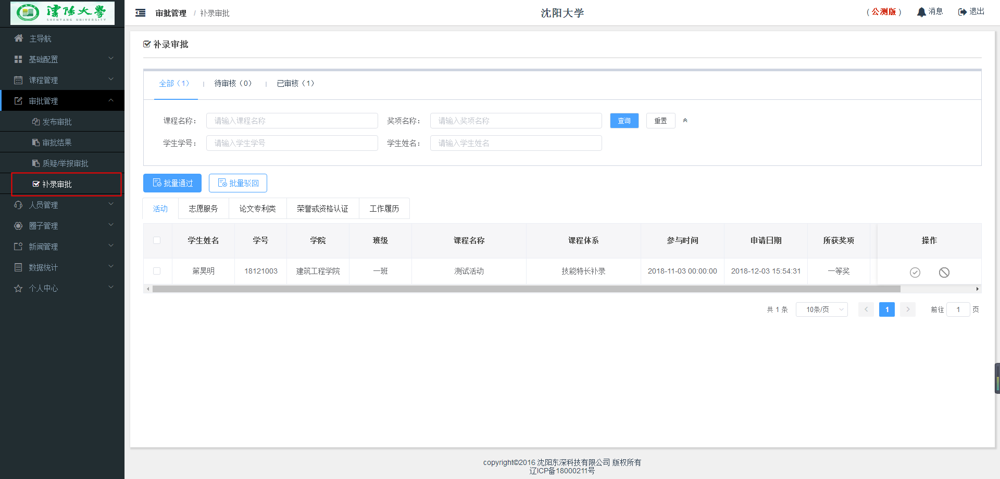 瀋陽大學
SHENYANG UNIVERSITY
审批管理 / 补录审批
沈阳大学
（公测版） 消息 退出
主导航
基础配置
课程管理
审批管理
发布审批
审批结果
质疑/举报审批
补录审批
人员管理
圈子管理
新闻管理
数据统计
个人中心
补录审批
全部（1） 待审核（0） 已审核（1）
课程名称： 请输入课程名称 奖项名称： 请输入奖项名称 查询 重置
学生学号： 请输入学生学号 学生姓名： 请输入学生姓名
批量通过 批量驳回
活动 志愿服务 论文专利类 荣誉或资格认证 工作履历
学生姓名 学号 学院 班级 课程名称 课程体系 参与时间 申请日期 所获奖项 操作
第昊明 18121003 建筑工程学院 一班 测试活动 技能特长补录 2018-11-03 00:00:00 2018-12-03 15:54:31 一等奖
共 1 条 10条/页 1 前往 1 页
copyright©2016 沈阳东深科技有限公司 版权所有
辽ICP备18000211号